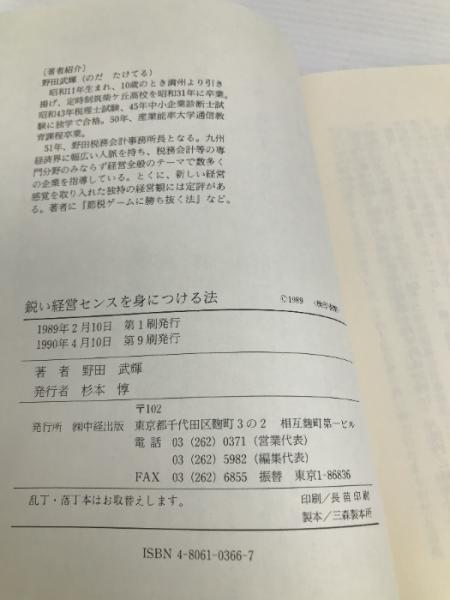 〔著者紹介〕
野田武輝（のだ　たけてる）
昭和11年生まれ、10歳のとき満州より引き
揚げ、定時制筑紫ケ丘高校を昭和31年に卒業。
昭和43年税理士試験、45年中小企業診断士試
験に独学で合格。50年、産業能率大学通信教
育課程卒業。
51年、野田税務会計事務所長となる。九州
経済界に幅広い人脈を持ち、税務会計等の専
門分野のみならず経営全般のテーマで数多く
の企業を指導している。とくに、新しい経営
感覚を取り入れた独特の経営観には定評があ
る。著者に『節税ゲームに勝ち抜く法』など。
鋭い経営センスを身につける法
©1989
1989年2月10日　第1刷発行
1990年4月10日　第9刷発行
著者　野田　武輝
発行者　杉本　惇
〒102
発行所　㈱中経出版　東京都千代田区麴町3の2　相互麴町第一ビル
電話　03（262）0371（営業代表）
03（262）5982（編集代表）
FAX　03（262）6855　振替　東京1-86836
乱丁・落丁本はお取替えします。
印刷／長苗印刷
製本／三森製本所
ISBN 4-8061-0366-7